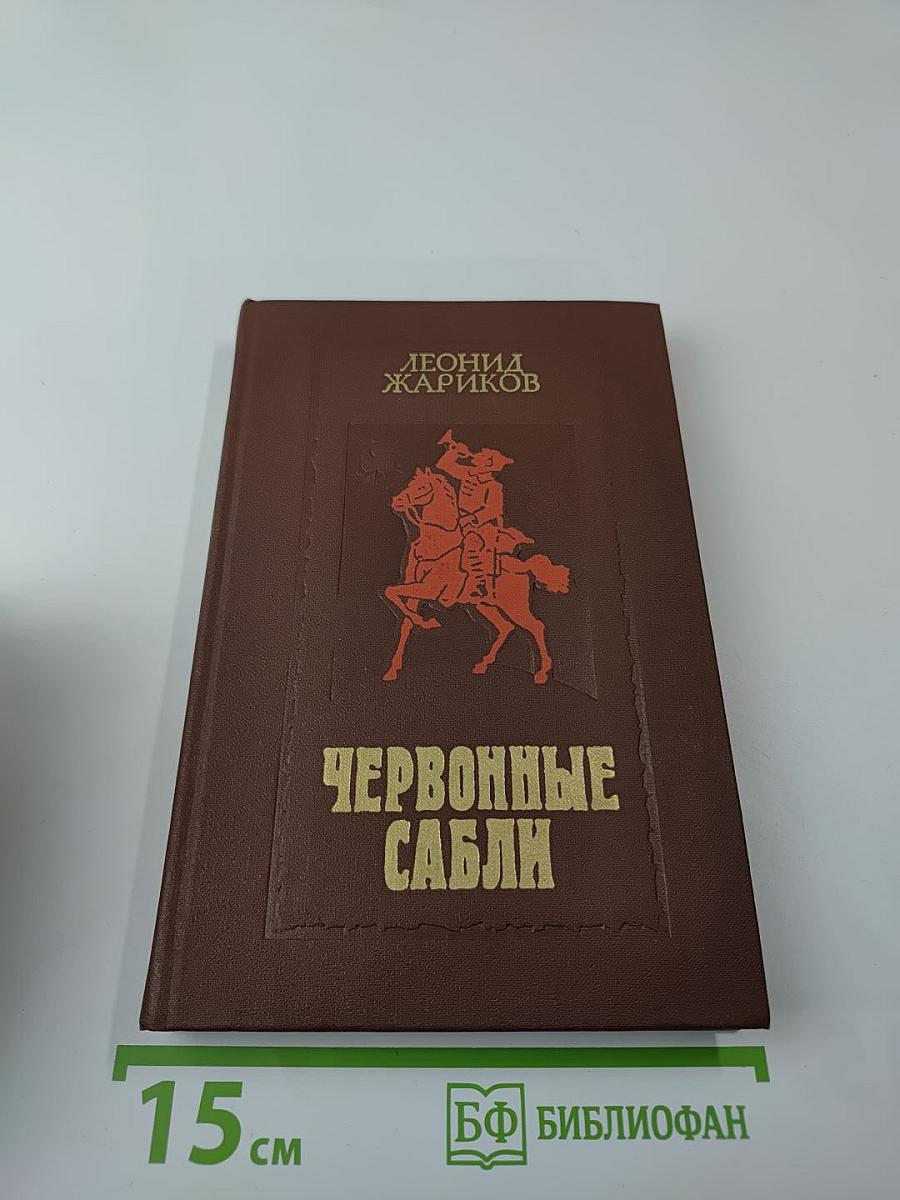 ЛЕОНИД
ЖАРИКОВ
ЧЕРВОННЫЕ
САБЛИ
15 см
БФ БИБЛИОФАН